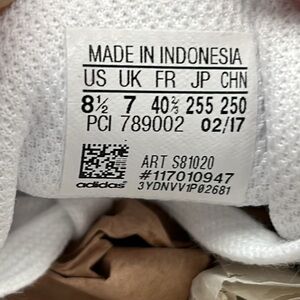 MADE IN INDONESIA
US UK FR JP CHN
8½ 7 40⅔ 255 250
PCI 789002 02/17
ART S81020
#117010947
adidas 3YDNVV1P02681